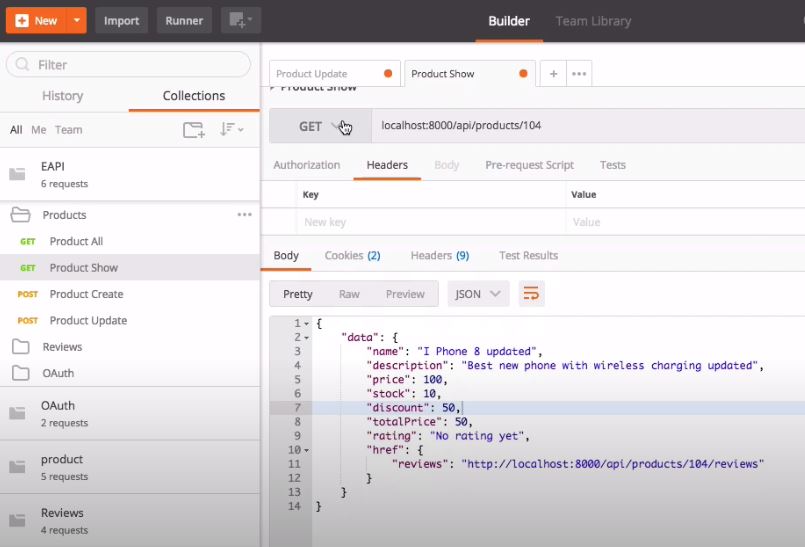 New Import Runner Builder Team Library
Filter
History Collections
All Me Team
EAPI
6 requests
Products
GET Product All
GET Product Show
POST Product Create
POST Product Update
Reviews
OAuth
OAuth
2 requests
product
5 requests
Reviews
4 requests
Product Update Product Show
Product Show
GET localhost:8000/api/products/104
Authorization Headers Body Pre-request Script Tests
Key Value
New key Value
Body Cookies (2) Headers (9) Test Results
Pretty Raw Preview JSON
1 {
2 "data": {
3 "name": "I Phone 8 updated",
4 "description": "Best new phone with wireless charging updated",
5 "price": 100,
6 "stock": 10,
7 "discount": 50,
8 "totalPrice": 50,
9 "rating": "No rating yet",
10 "href": {
11 "reviews": "http://localhost:8000/api/products/104/reviews"
12 }
13 }
14 }